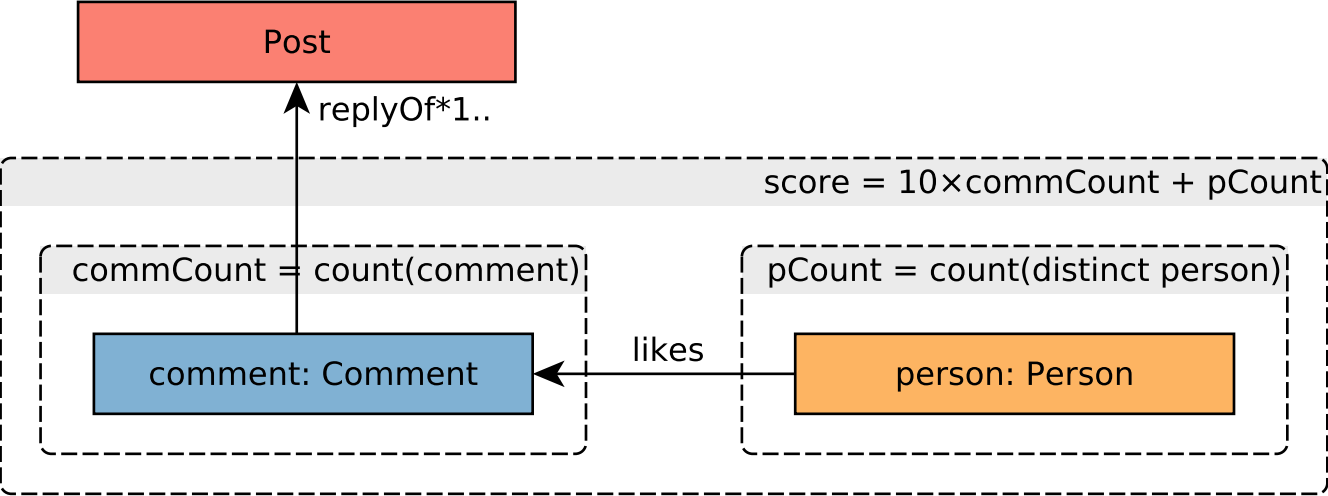 Post
replyOf*1..
score = 10×commCount + pCount
commCount = count(comment)
pCount = count(distinct person)
likes
comment: Comment
person: Person